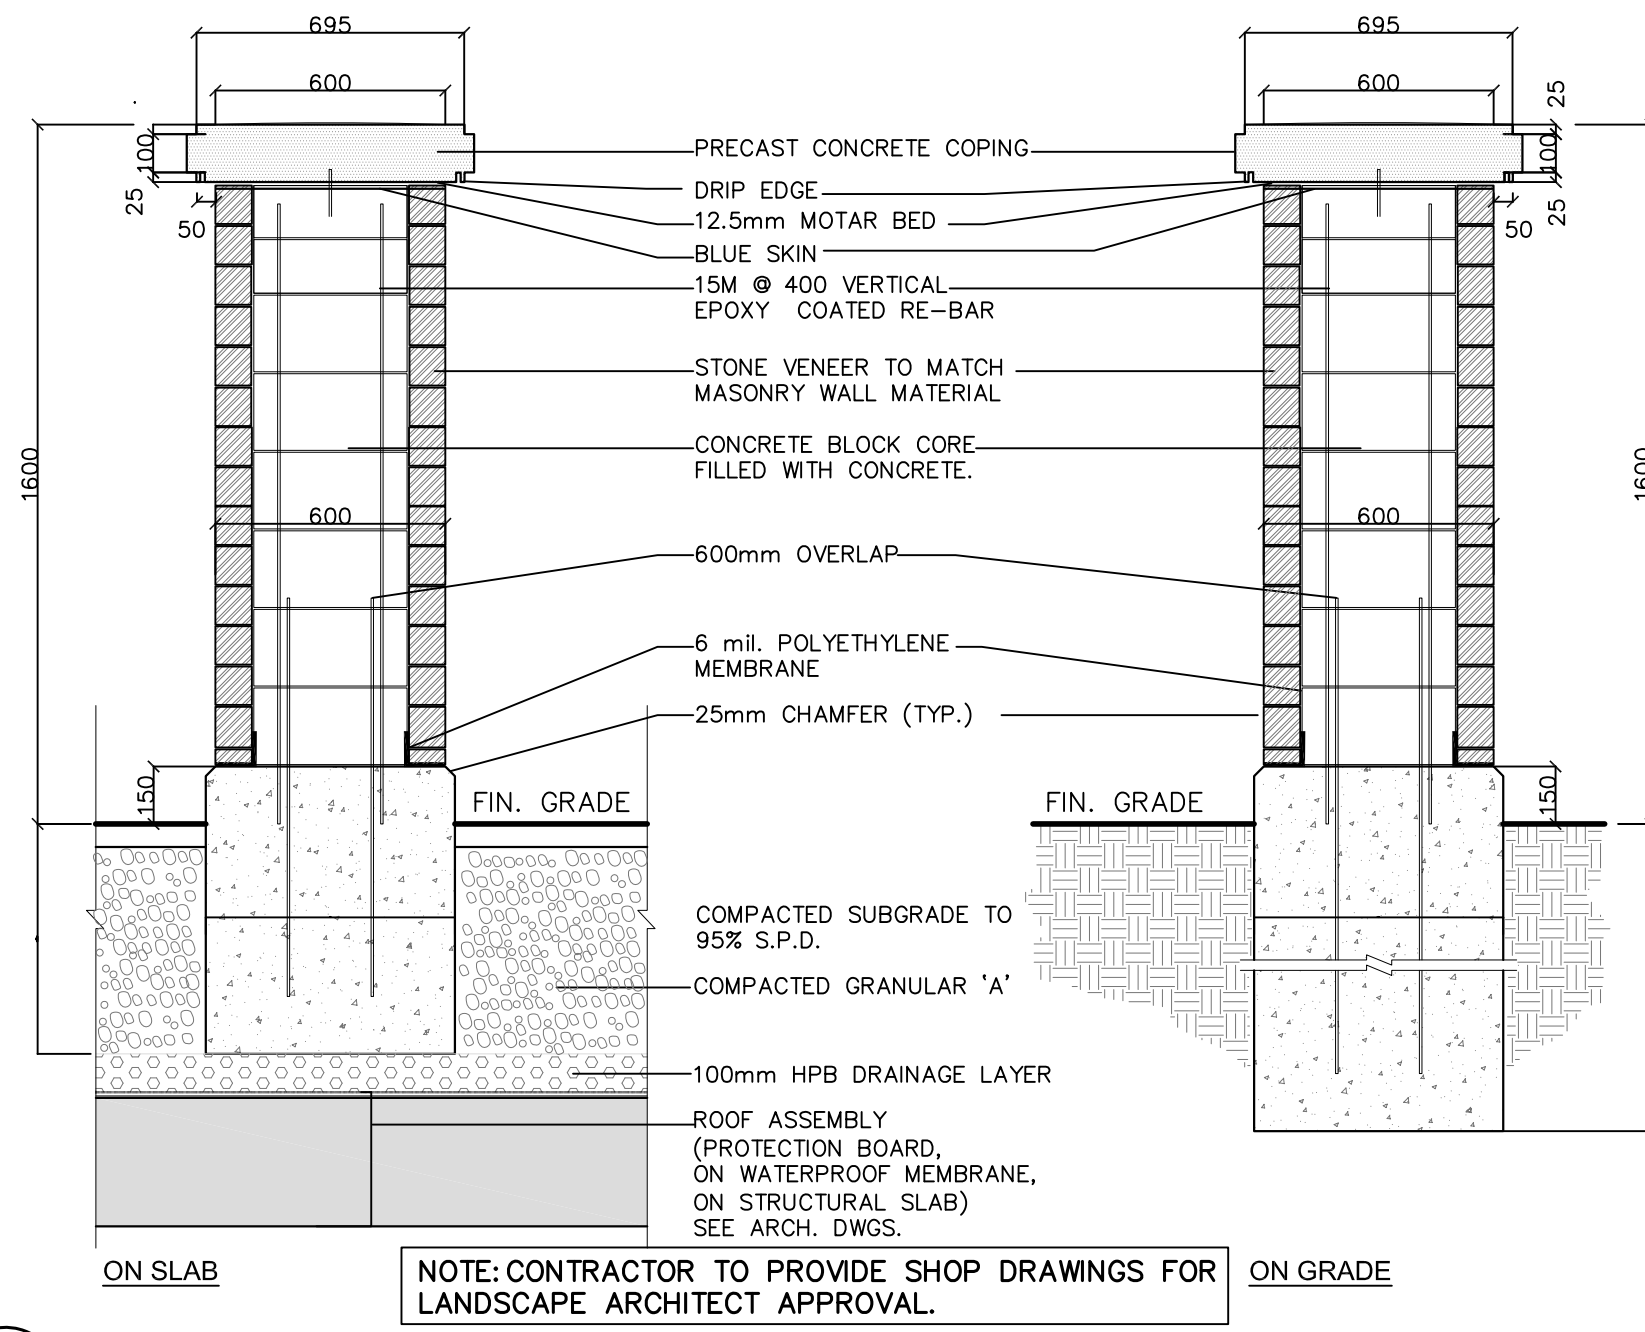 695
695
600
600
25
100
100
25
25
50
50
PRECAST CONCRETE COPING
DRIP EDGE
12.5mm MOTAR BED
BLUE SKIN
15M @ 400 VERTICAL
EPOXY COATED RE-BAR
STONE VENEER TO MATCH
MASONRY WALL MATERIAL
CONCRETE BLOCK CORE
FILLED WITH CONCRETE.
1600
1600
600
600
600mm OVERLAP
6 mil. POLYETHYLENE
MEMBRANE
25mm CHAMFER (TYP.)
150
150
FIN. GRADE
FIN. GRADE
COMPACTED SUBGRADE TO
95% S.P.D.
COMPACTED GRANULAR 'A'
100mm HPB DRAINAGE LAYER
ROOF ASSEMBLY
(PROTECTION BOARD,
ON WATERPROOF MEMBRANE,
ON STRUCTURAL SLAB)
SEE ARCH. DWGS.
ON SLAB
NOTE: CONTRACTOR TO PROVIDE SHOP DRAWINGS FOR
LANDSCAPE ARCHITECT APPROVAL.
ON GRADE